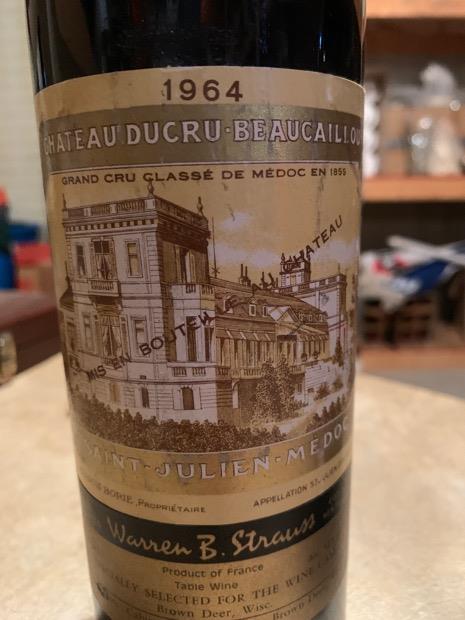 1964
CHATEAU DUCRU-BEAUCAILLOU
GRAND CRU CLASSÉ DE MÉDOC EN 1855
MIS EN BOUTEILLE AU CHATEAU
SAINT-JULIEN-MÉDOC
BORIE, PROPRIÉTAIRE
APPELLATION ST. JULIEN
Warren B. Strauss
Product of France
Table Wine
SELECTED FOR THE WINE
Brown Deer, Wisc.
Brown